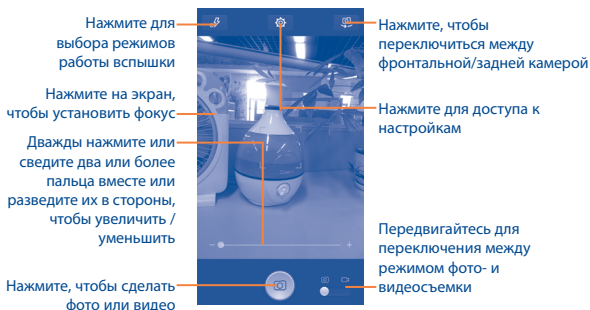 Нажмите для
выбора режимов
работы вспышки
Нажмите на экран,
чтобы установить фокус
Дважды нажмите или
сведите два или более
пальца вместе или
разведите их в стороны,
чтобы увеличить /
уменьшить
Нажмите, чтобы сделать
фото или видео
Нажмите, чтобы
переключиться между
фронтальной/задней камерой
Нажмите для доступа к
настройкам
Передвигайтесь для
переключения между
режимом фото- и
видеосъемки